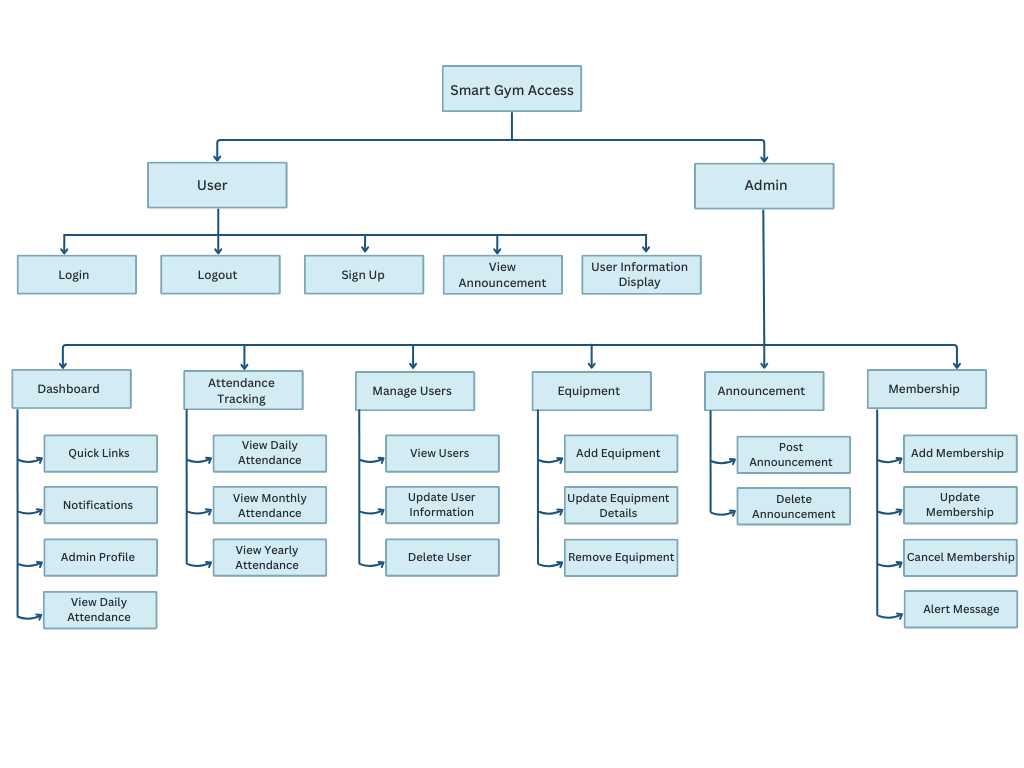 Smart Gym Access
User
Admin
Login
Logout
Sign Up
View
Announcement
User Information
Display
Dashboard
Attendance
Tracking
Manage Users
Equipment
Announcement
Membership
Quick Links
Notifications
Admin Profile
View Daily
Attendance
View Daily
Attendance
View Monthly
Attendance
View Yearly
Attendance
View Users
Update User
Information
Delete User
Add Equipment
Update Equipment
Details
Remove Equipment
Post
Announcement
Delete
Announcement
Add Membership
Update
Membership
Cancel Membership
Alert Message